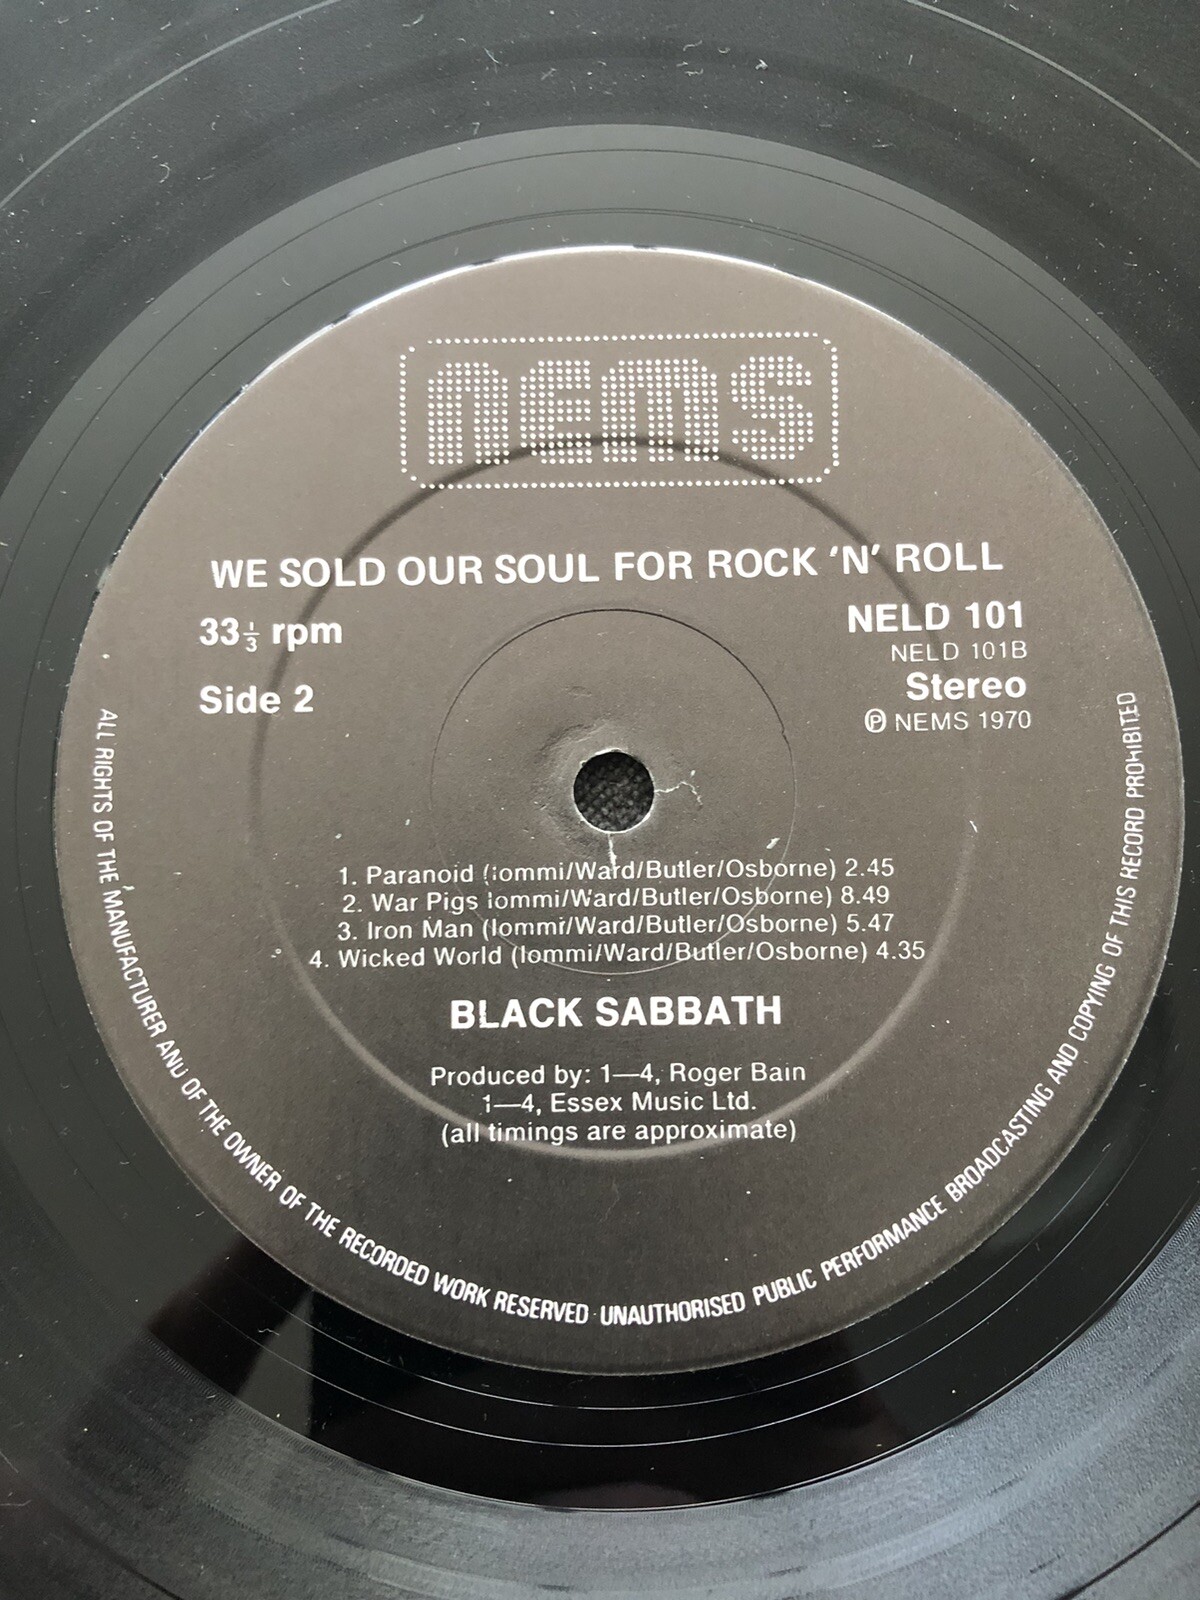 nems
WE SOLD OUR SOUL FOR ROCK 'N' ROLL
33⅓ rpm
NELD 101
NELD 101B
Side 2
Stereo
℗ NEMS 1970
1. Paranoid (Iommi/Ward/Butler/Osborne) 2.45
2. War Pigs Iommi/Ward/Butler/Osborne) 8.49
3. Iron Man (Iommi/Ward/Butler/Osborne) 5.47
4. Wicked World (Iommi/Ward/Butler/Osborne) 4.35
BLACK SABBATH
Produced by: 1—4, Roger Bain
1—4, Essex Music Ltd.
(all timings are approximate)
ALL RIGHTS OF THE MANUFACTURER AND OF THE OWNER OF THE RECORDED WORK RESERVED · UNAUTHORISED PUBLIC PERFORMANCE BROADCASTING AND COPYING OF THIS RECORD PROHIBITED